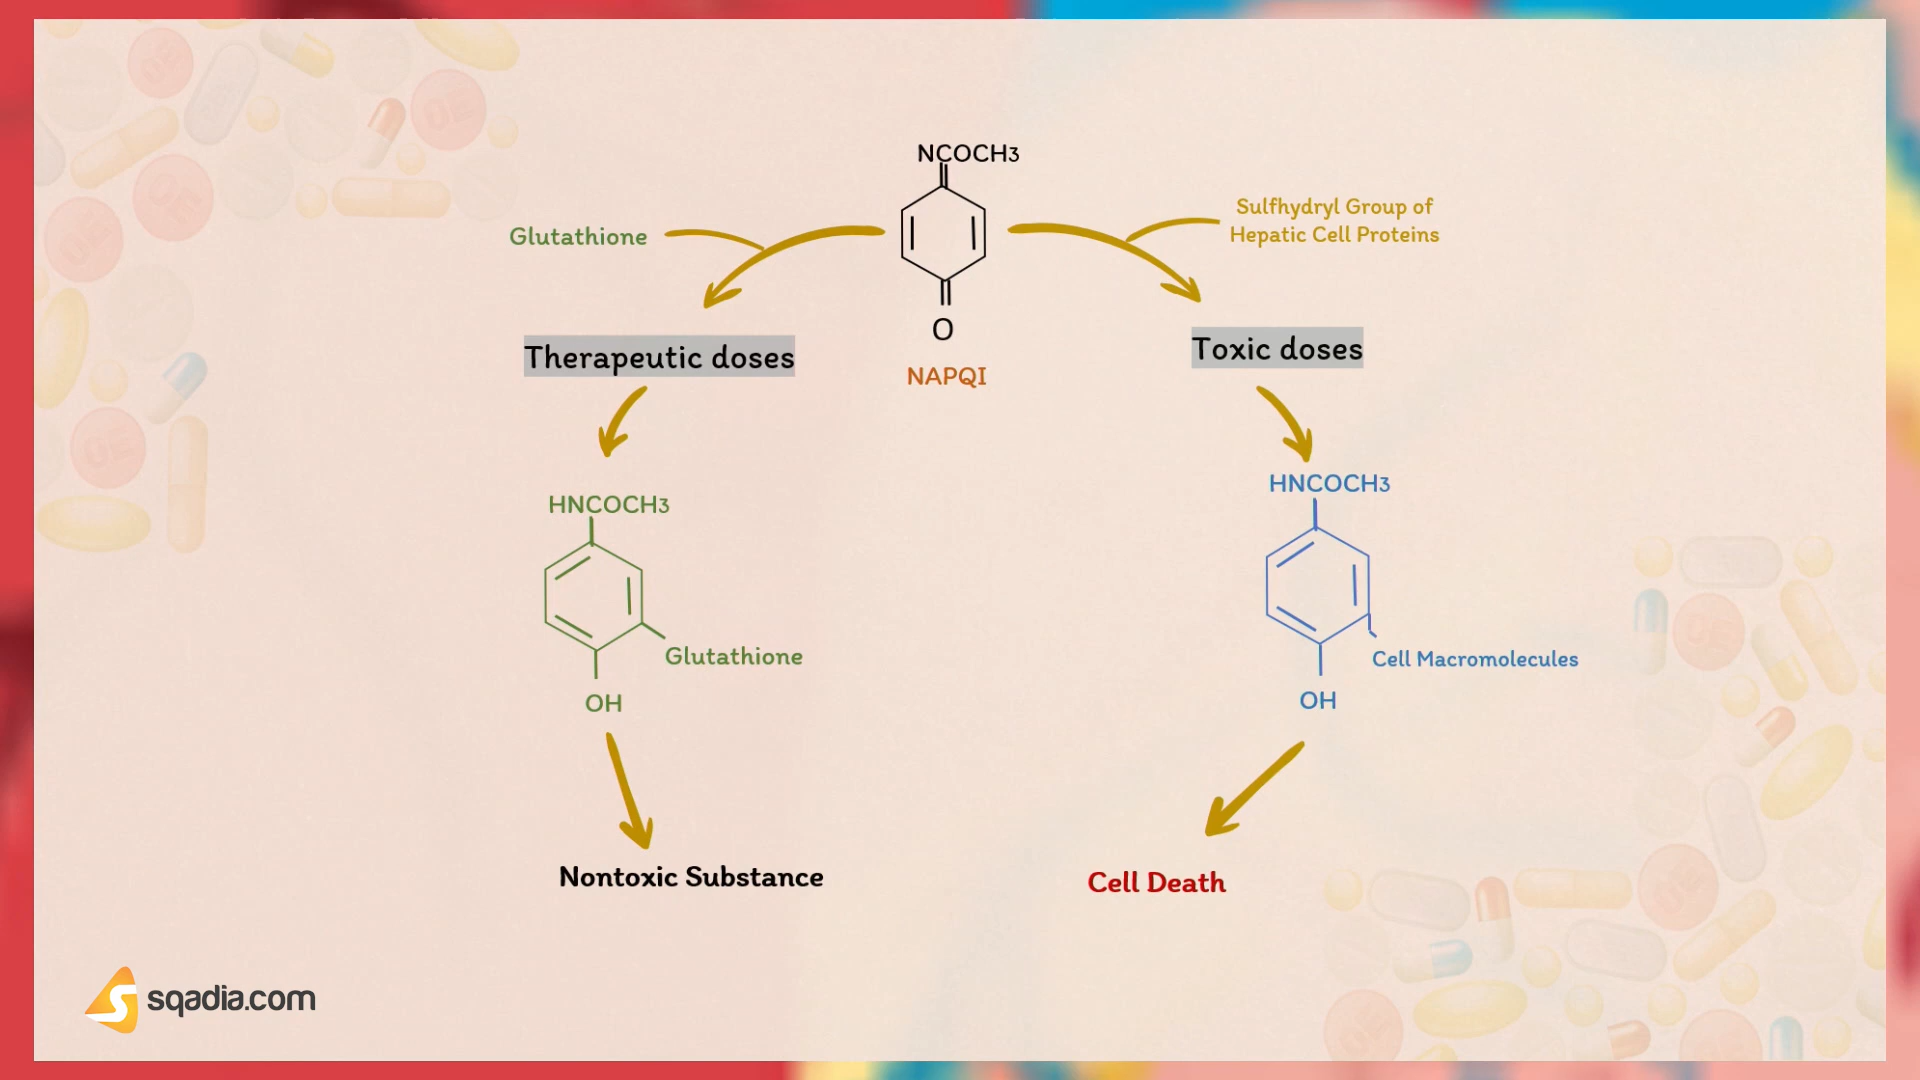 NCOCH3
Glutathione
Sulfhydryl Group of
Hepatic Cell Proteins
O
NAPQI
Therapeutic doses
Toxic doses
HNCOCH3
Glutathione
OH
Nontoxic Substance
HNCOCH3
Cell Macromolecules
OH
Cell Death
sqadia.com